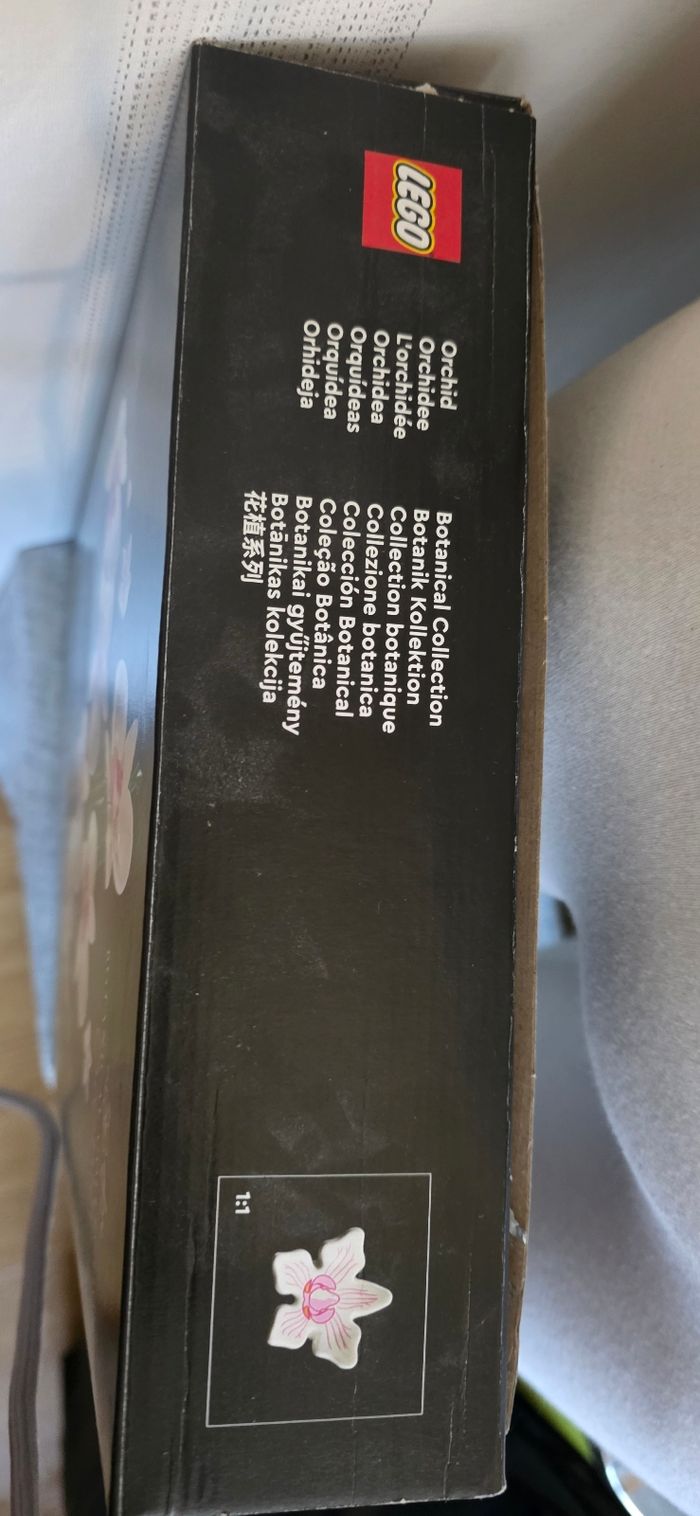 LEGO
Orchid
Orchidee
L'orchidée
Orchidea
Orquídeas
Orquídea
Orhideja
Botanical Collection
Botanik Kollektion
Collection botanique
Collezione botanica
Colección Botanical
Coleção Botânica
Botanikai gyűjtemény
Botānikas kolekcija
花植系列
1:1